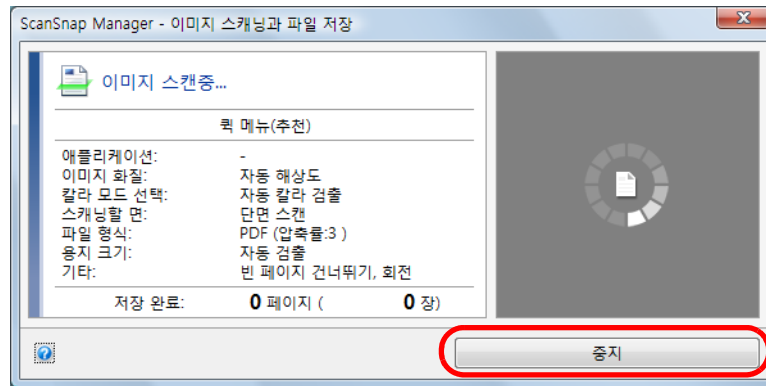 ScanSnap Manager - 이미지 스캐닝과 파일 저장
이미지 스캔중...
퀵 메뉴(추천)
애플리케이션: -
이미지 화질: 자동 해상도
칼라 모드 선택: 자동 칼라 검출
스캐닝할 면: 단면 스캔
파일 형식: PDF (압축률:3 )
용지 크기: 자동 검출
기타: 빈 페이지 건너뛰기, 회전
저장 완료: 0 페이지 ( 0 장)
중지